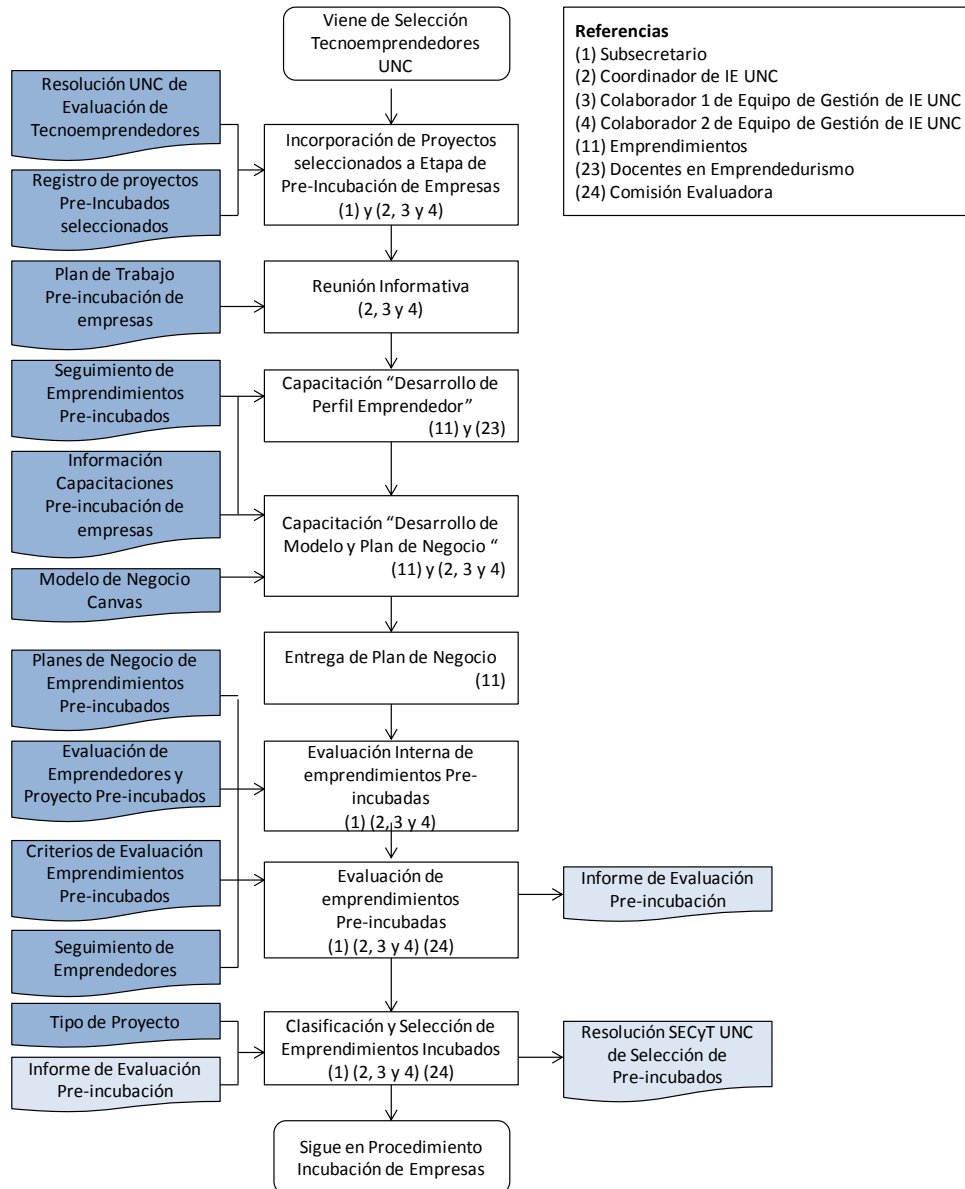 Viene de Selección
Tecnoemprendedores
UNC
Referencias
(1) Subsecretario
(2) Coordinador de IE UNC
(3) Colaborador 1 de Equipo de Gestión de IE UNC
(4) Colaborador 2 de Equipo de Gestión de IE UNC
(11) Emprendimientos
(23) Docentes en Emprendedurismo
(24) Comisión Evaluadora
Resolución UNC de
Evaluación de
Tecnoemprendedores
Registro de proyectos
Pre-Incubados
seleccionados
Incorporación de Proyectos
seleccionados a Etapa de
Pre-Incubación de Empresas
(1) y (2, 3 y 4)
Plan de Trabajo
Pre-incubación de
empresas
Reunión Informativa
(2, 3 y 4)
Seguimiento de
Emprendimientos
Pre-incubados
Capacitación “Desarrollo de
Perfil Emprendedor”
(11) y (23)
Información
Capacitaciones
Pre-incubación de
empresas
Capacitación “Desarrollo de
Modelo y Plan de Negocio “
(11) y (2, 3 y 4)
Modelo de Negocio
Canvas
Entrega de Plan de Negocio
(11)
Planes de Negocio de
Emprendimientos
Pre-incubados
Evaluación de
Emprendedores y
Proyecto Pre-incubados
Evaluación Interna de
emprendimientos Pre-
incubadas
(1) (2, 3 y 4)
Criterios de Evaluación
Emprendimientos
Pre-incubados
Evaluación de
emprendimientos
Pre-incubadas
(1) (2, 3 y 4) (24)
Informe de Evaluación
Pre-incubación
Seguimiento de
Emprendedores
Tipo de Proyecto
Informe de Evaluación
Pre-incubación
Clasificación y Selección de
Emprendimientos Incubados
(1) (2, 3 y 4) (24)
Resolución SECyT UNC
de Selección de
Pre-incubados
Sigue en Procedimiento
Incubación de Empresas